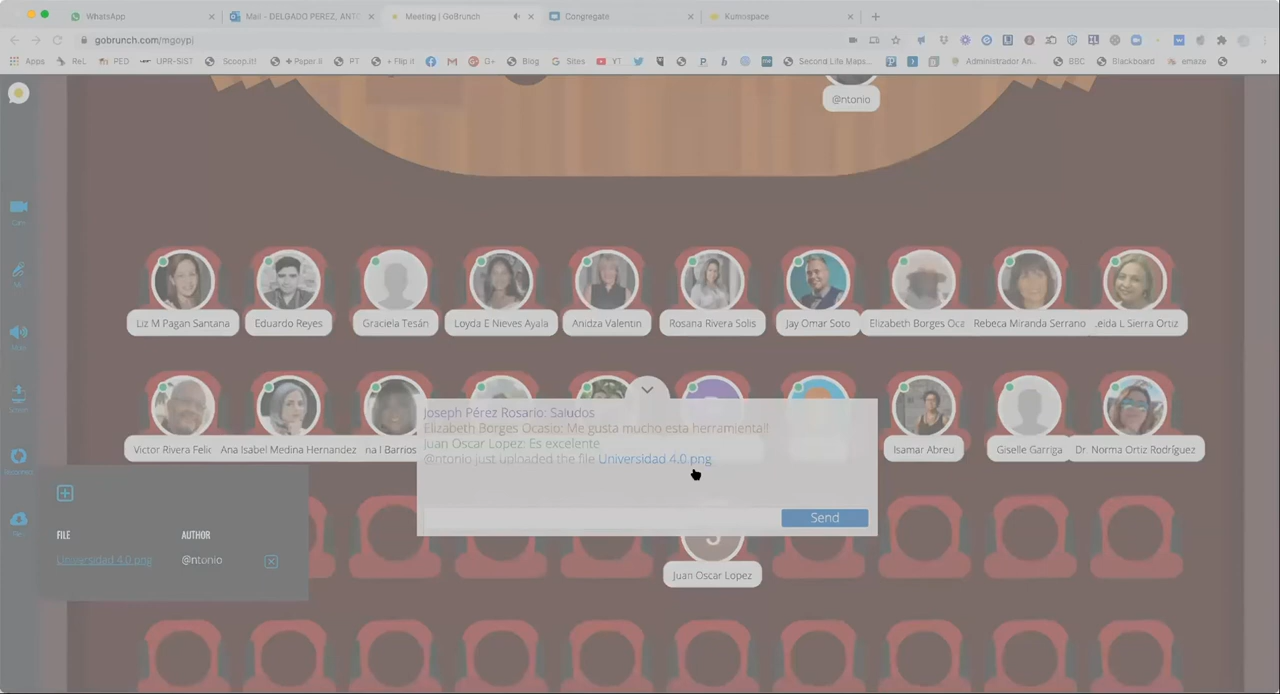 WhatsApp
Mail - DELGADO PEREZ, ANT
Meeting | GoBrunch
Congregate
Kumospace
gobrunch.com/mgoypj
Apps
ReL
PED
UPR-SIST
Scoop.it!
+ Paper li
PT
+ Flip it
G+
Blog
Sites
YT
Second Life Maps...
Administrador An...
BBC
Blackboard
emaze
@ntonio
Liz M Pagan Santana
Eduardo Reyes
Graciela Tesán
Loyda E Nieves Ayala
Anidza Valentin
Rosana Rivera Solis
Jay Omar Soto
Elizabeth Borges Oca
Rebeca Miranda Serrano
eida L Sierra Ortiz
Victor Rivera Felic
Ana Isabel Medina Hernandez
na I Barrios
Isamar Abreu
Giselle Garriga
Dr. Norma Ortiz Rodríguez
Joseph Pérez Rosario: Saludos
Elizabeth Borges Ocasio: Me gusta mucho esta herramienta!!
Juan Oscar Lopez: Es excelente
@ntonio just uploaded the file Universidad 4.0 png
Send
FILE AUTHOR
Universidad 4.0 png @ntonio
Juan Oscar Lopez